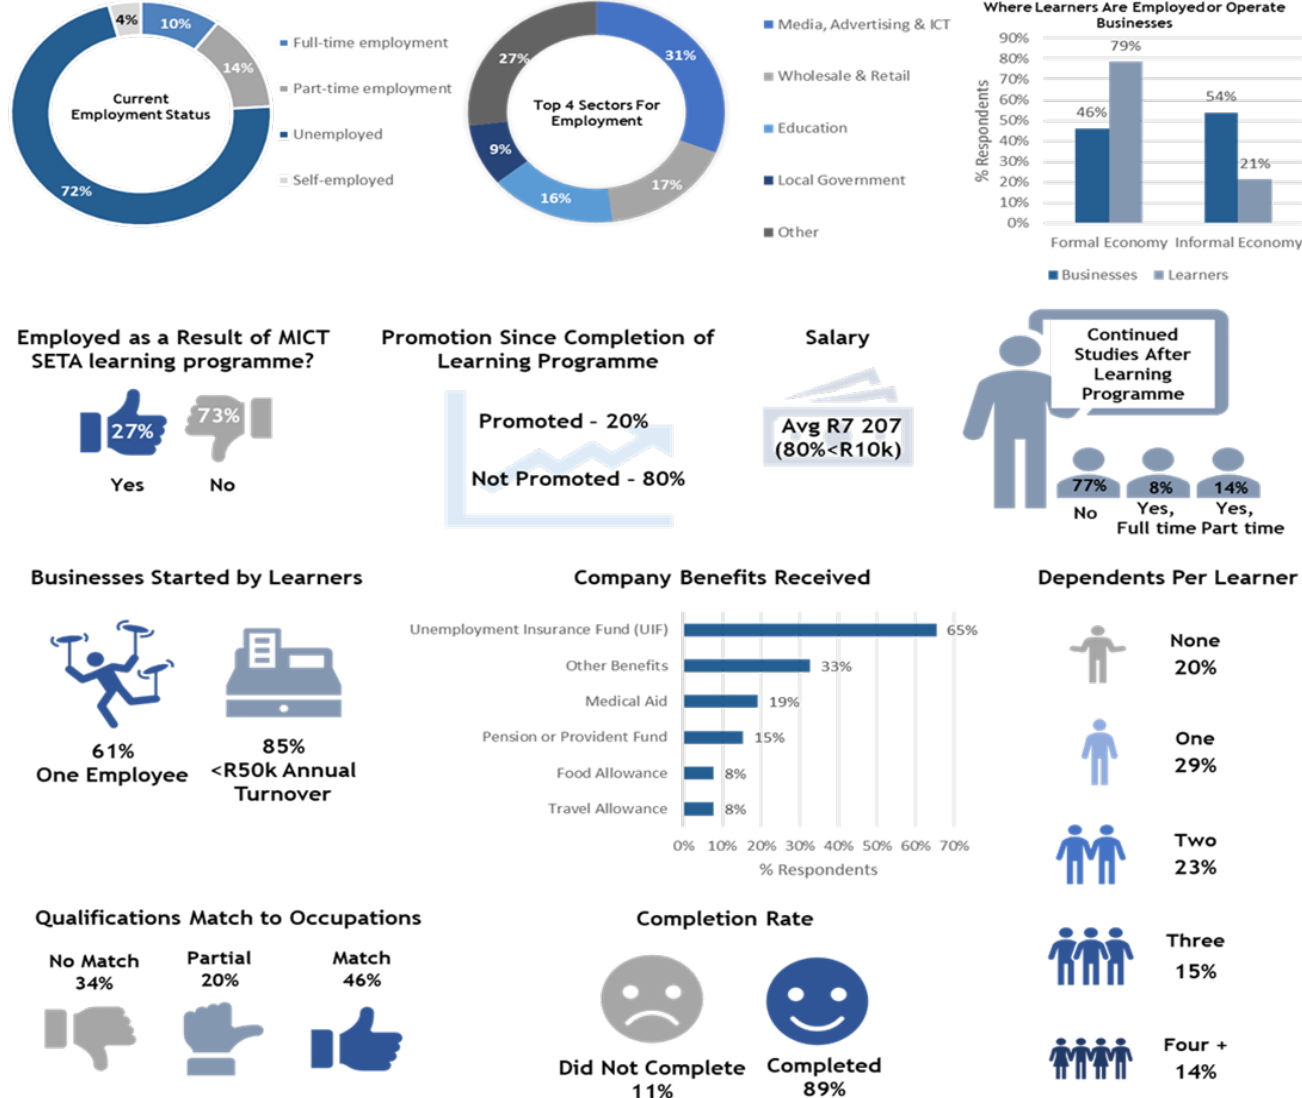 4%
10%
14%
72%
Current
Employment Status
Full-time employment
Part-time employment
Unemployed
Self-employed
27%
31%
9%
16%
17%
Top 4 Sectors For
Employment
Media, Advertising & ICT
Wholesale & Retail
Education
Local Government
Other
Where Learners Are Employed or Operate
Businesses
% Respondents
90%
80%
70%
60%
50%
40%
30%
20%
10%
0%
46%
79%
54%
21%
Formal Economy Informal Economy
Businesses Learners
Employed as a Result of MICT
SETA learning programme?
27%
73%
Yes
No
Promotion Since Completion of
Learning Programme
Promoted - 20%
Not Promoted - 80%
Salary
Avg R7 207
(80%<R10k)
Continued
Studies After
Learning
Programme
77%
8%
14%
No
Yes,
Full time
Yes,
Part time
Businesses Started by Learners
61%
One Employee
85%
<R50k Annual
Turnover
Company Benefits Received
Unemployment Insurance Fund (UIF) 65%
Other Benefits 33%
Medical Aid 19%
Pension or Provident Fund 15%
Food Allowance 8%
Travel Allowance 8%
0% 10% 20% 30% 40% 50% 60% 70%
% Respondents
Dependents Per Learner
None
20%
One
29%
Two
23%
Three
15%
Four +
14%
Qualifications Match to Occupations
No Match
34%
Partial
20%
Match
46%
Completion Rate
Did Not Complete
11%
Completed
89%